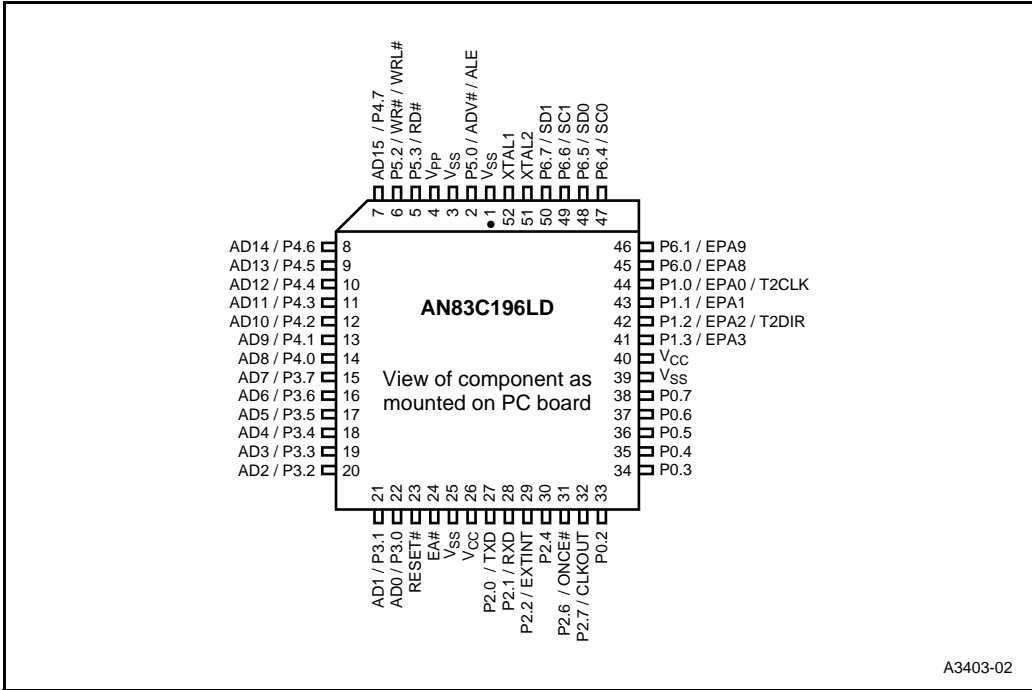 AD15 / P4.7
P5.2 / WR# / WRL#
P5.3 / RD#
VPP
VSS
P5.0 / ADV# / ALE
VSS
XTAL1
XTAL2
P6.7 / SD1
P6.6 / SC1
P6.5 / SD0
P6.4 / SC0
7
6
5
4
3
2
1
52
51
50
49
48
47
AD14 / P4.6 8
AD13 / P4.5 9
AD12 / P4.4 10
AD11 / P4.3 11
AD10 / P4.2 12
AD9 / P4.1 13
AD8 / P4.0 14
AD7 / P3.7 15
AD6 / P3.6 16
AD5 / P3.5 17
AD4 / P3.4 18
AD3 / P3.3 19
AD2 / P3.2 20
AN83C196LD
View of component as
mounted on PC board
46 P6.1 / EPA9
45 P6.0 / EPA8
44 P1.0 / EPA0 / T2CLK
43 P1.1 / EPA1
42 P1.2 / EPA2 / T2DIR
41 P1.3 / EPA3
40 VCC
39 VSS
38 P0.7
37 P0.6
36 P0.5
35 P0.4
34 P0.3
21
22
23
24
25
26
27
28
29
30
31
32
33
AD1 / P3.1
AD0 / P3.0
RESET#
EA#
VSS
VCC
P2.0 / TXD
P2.1 / RXD
P2.2 / EXTINT
P2.4
P2.6 / ONCE#
P2.7 / CLKOUT
P0.2
A3403-02